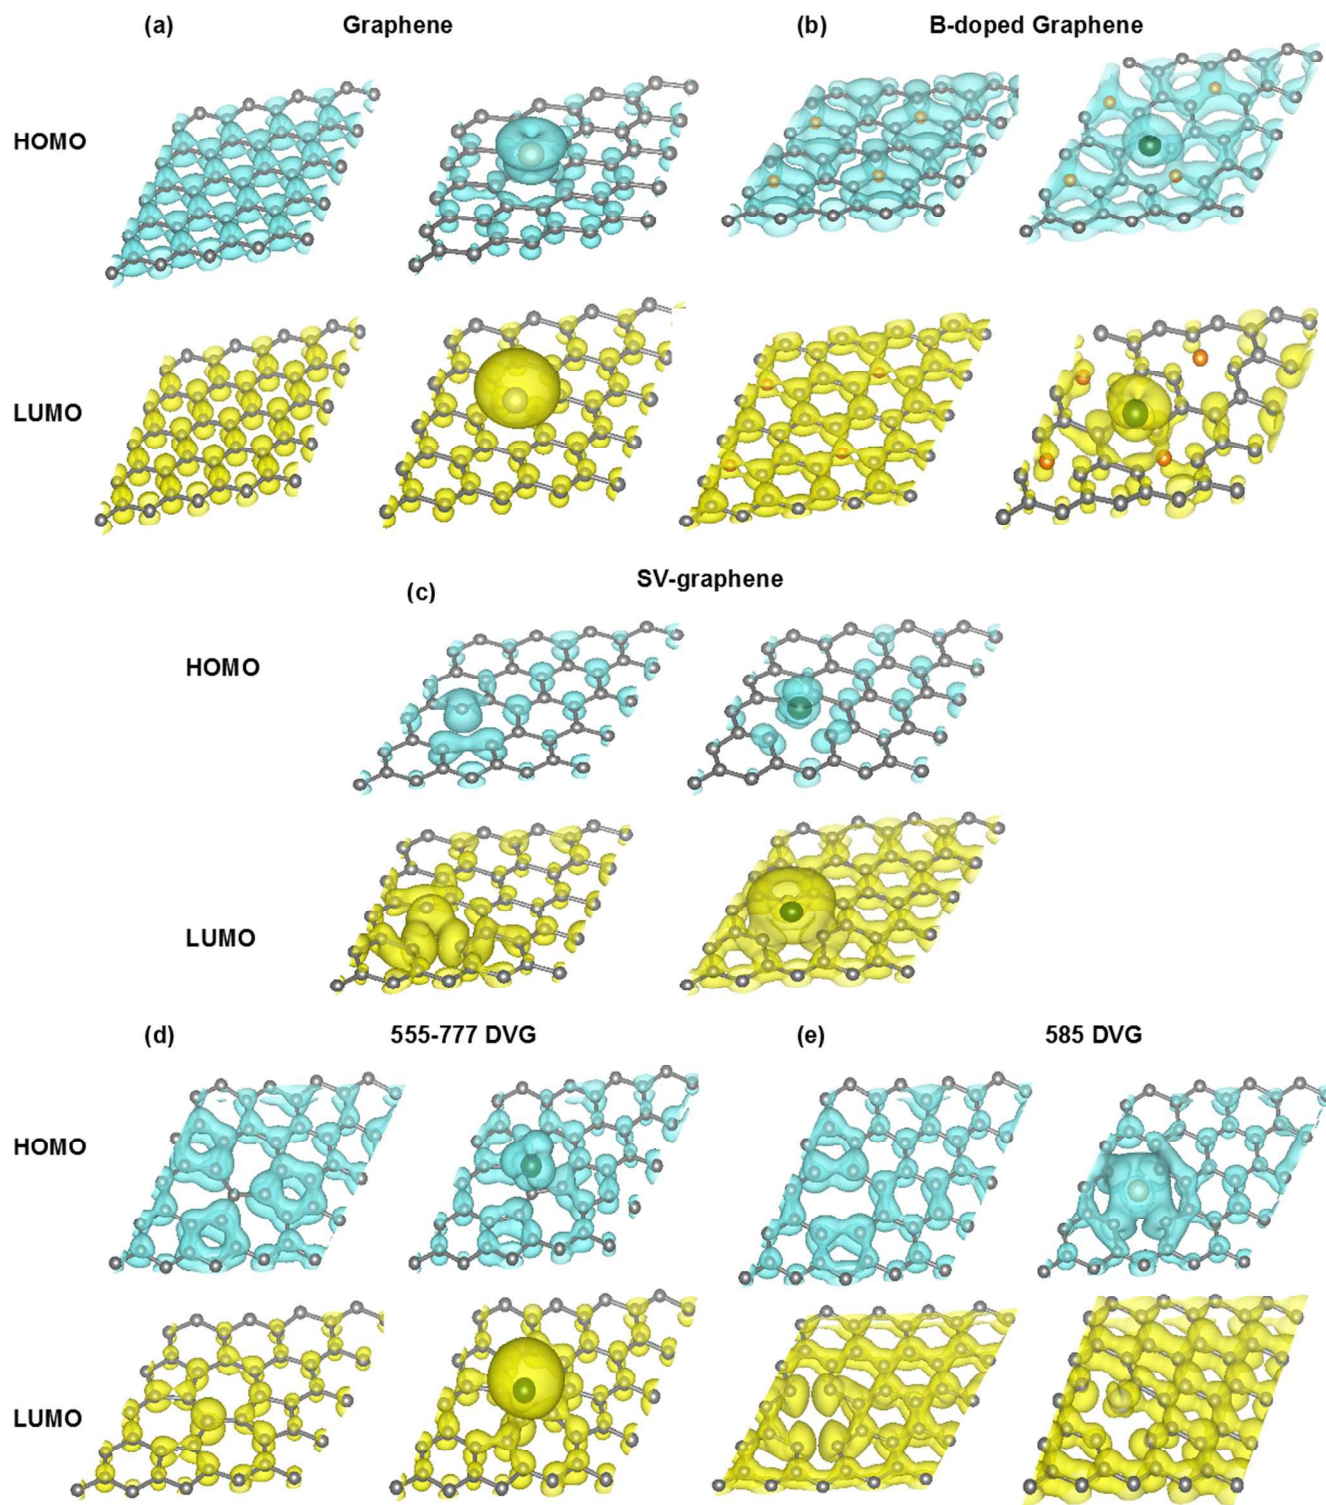 (a) Graphene (b) B-doped Graphene
HOMO
LUMO
(c) SV-graphene
HOMO
LUMO
(d) 555-777 DVG (e) 585 DVG
HOMO
LUMO